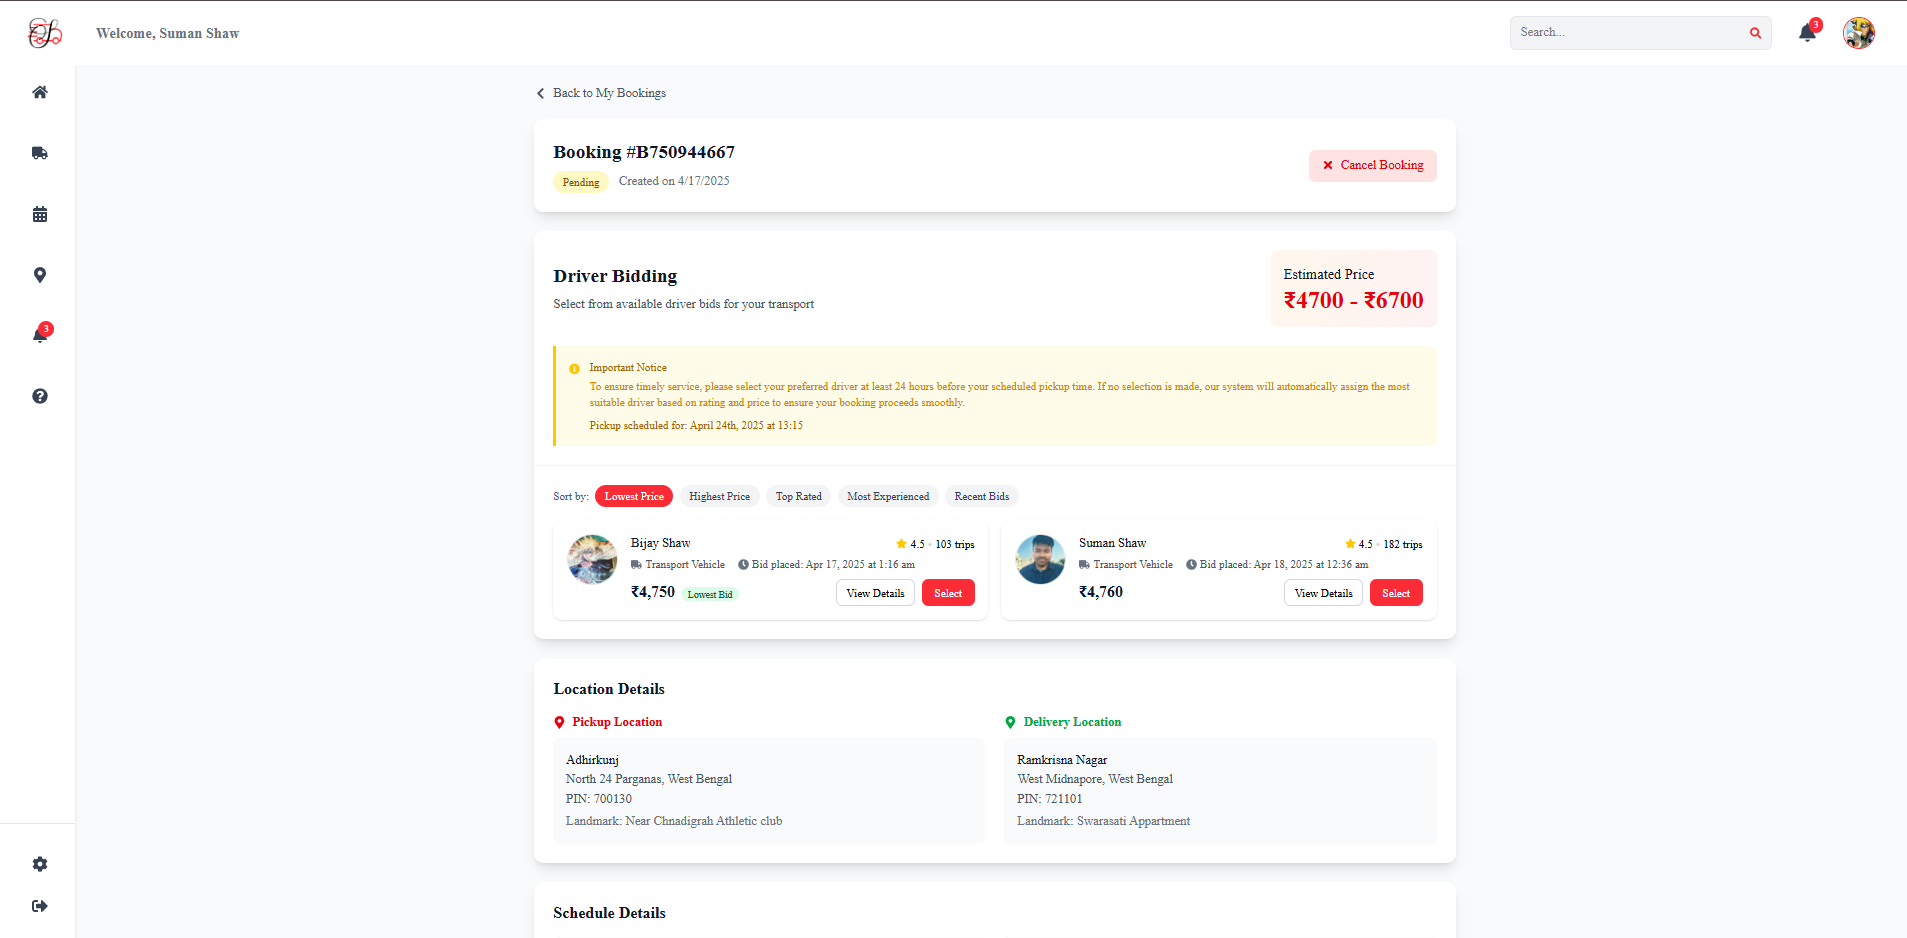 Welcome, Suman Shaw
Search...
3
Back to My Bookings
Booking #B750944667
Pending
Created on 4/17/2025
Cancel Booking
Driver Bidding
Select from available driver bids for your transport
Estimated Price
₹4700 - ₹6700
Important Notice
To ensure timely service, please select your preferred driver at least 24 hours before your scheduled pickup time. If no selection is made, our system will automatically assign the most
suitable driver based on rating and price to ensure your booking proceeds smoothly.
Pickup scheduled for: April 24th, 2025 at 13:15
3
Sort by: Lowest Price Highest Price Top Rated Most Experienced Recent Bids
Bijay Shaw
4.5 • 103 trips
Transport Vehicle
Bid placed: Apr 17, 2025 at 1:16 am
₹4,750 Lowest Bid
View Details
Select
Suman Shaw
4.5 • 182 trips
Transport Vehicle
Bid placed: Apr 18, 2025 at 12:36 am
₹4,760
View Details
Select
Location Details
Pickup Location
Adhirkunj
North 24 Parganas, West Bengal
PIN: 700130
Landmark: Near Chnadigrah Athletic club
Delivery Location
Ramkrisna Nagar
West Midnapore, West Bengal
PIN: 721101
Landmark: Swarasati Appartment
Schedule Details